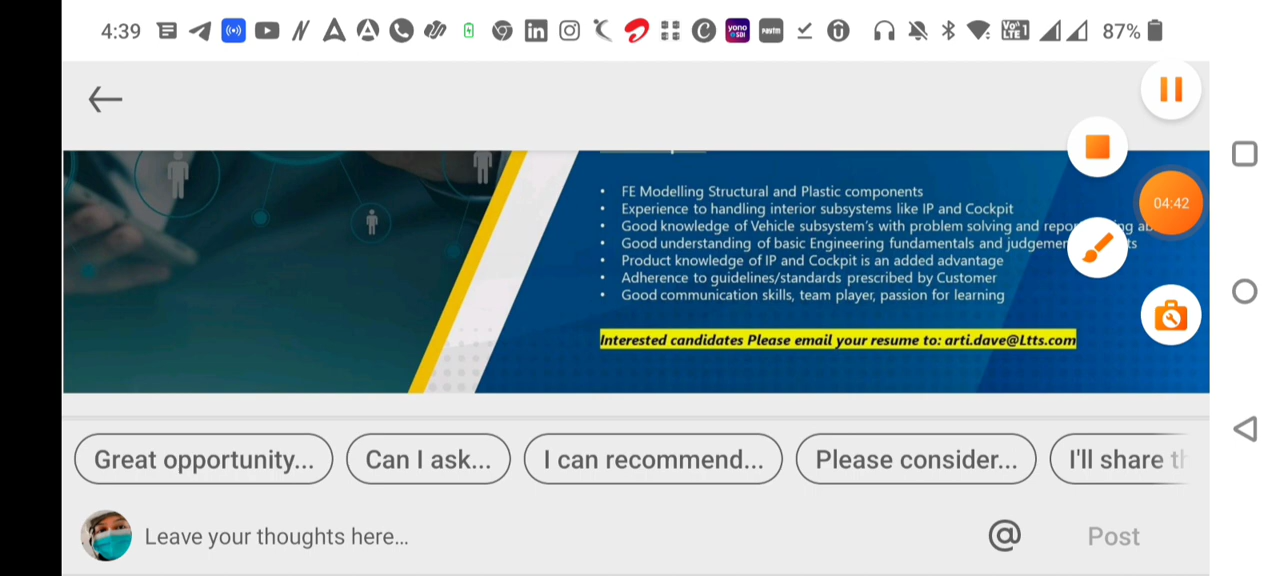 4:39
87%
FE Modelling Structural and Plastic components
Experience to handling interior subsystems like IP and Cockpit
Good knowledge of Vehicle subsystem's with problem solving and
Good understanding of basic Engineering fundamentals and
Product knowledge of IP and Cockpit is an added advantage
Adherence to guidelines/standards prescribed by Customer
Good communication skills, team player, passion for learning
04:42
Interested candidates Please email your resume to: arti.dave@Ltts.com
Great opportunity...
Can I ask...
I can recommend...
Please consider...
I'll share
Leave your thoughts here...
@
Post